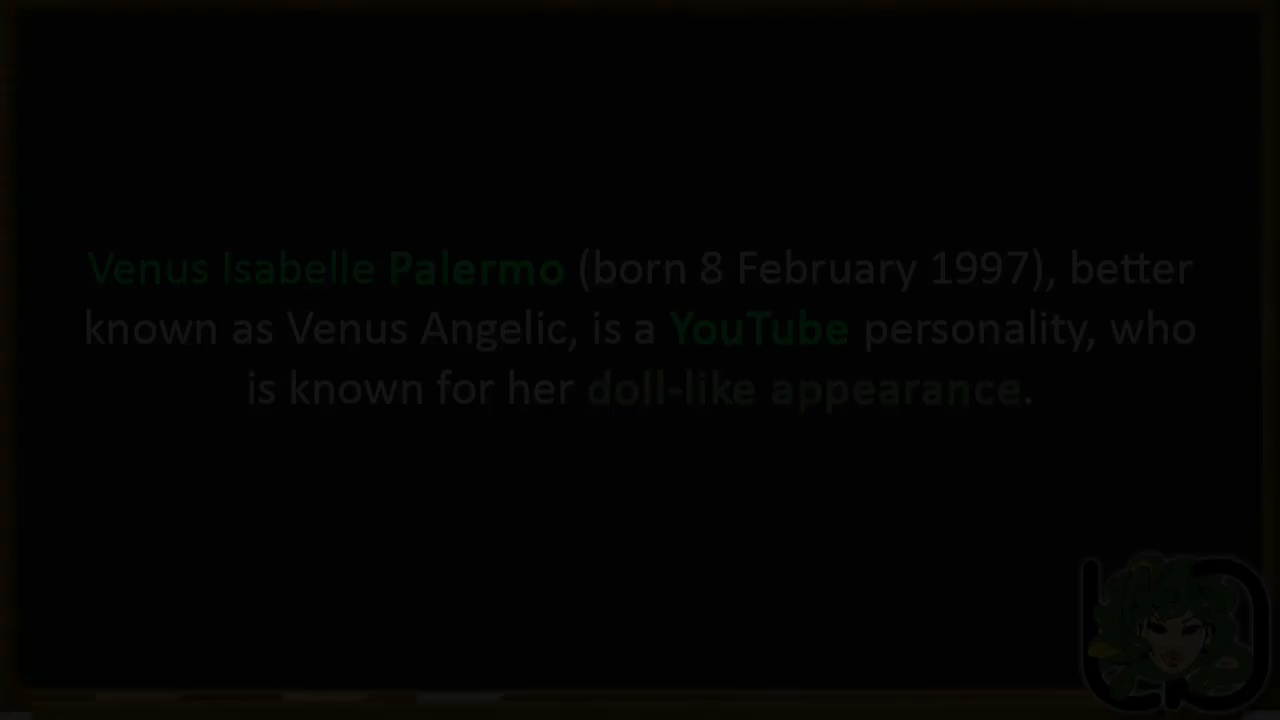 Venus Isabelle Palermo (born 8 February 1997), better
known as Venus Angelic, is a YouTube personality, who
is known for her doll-like appearance.